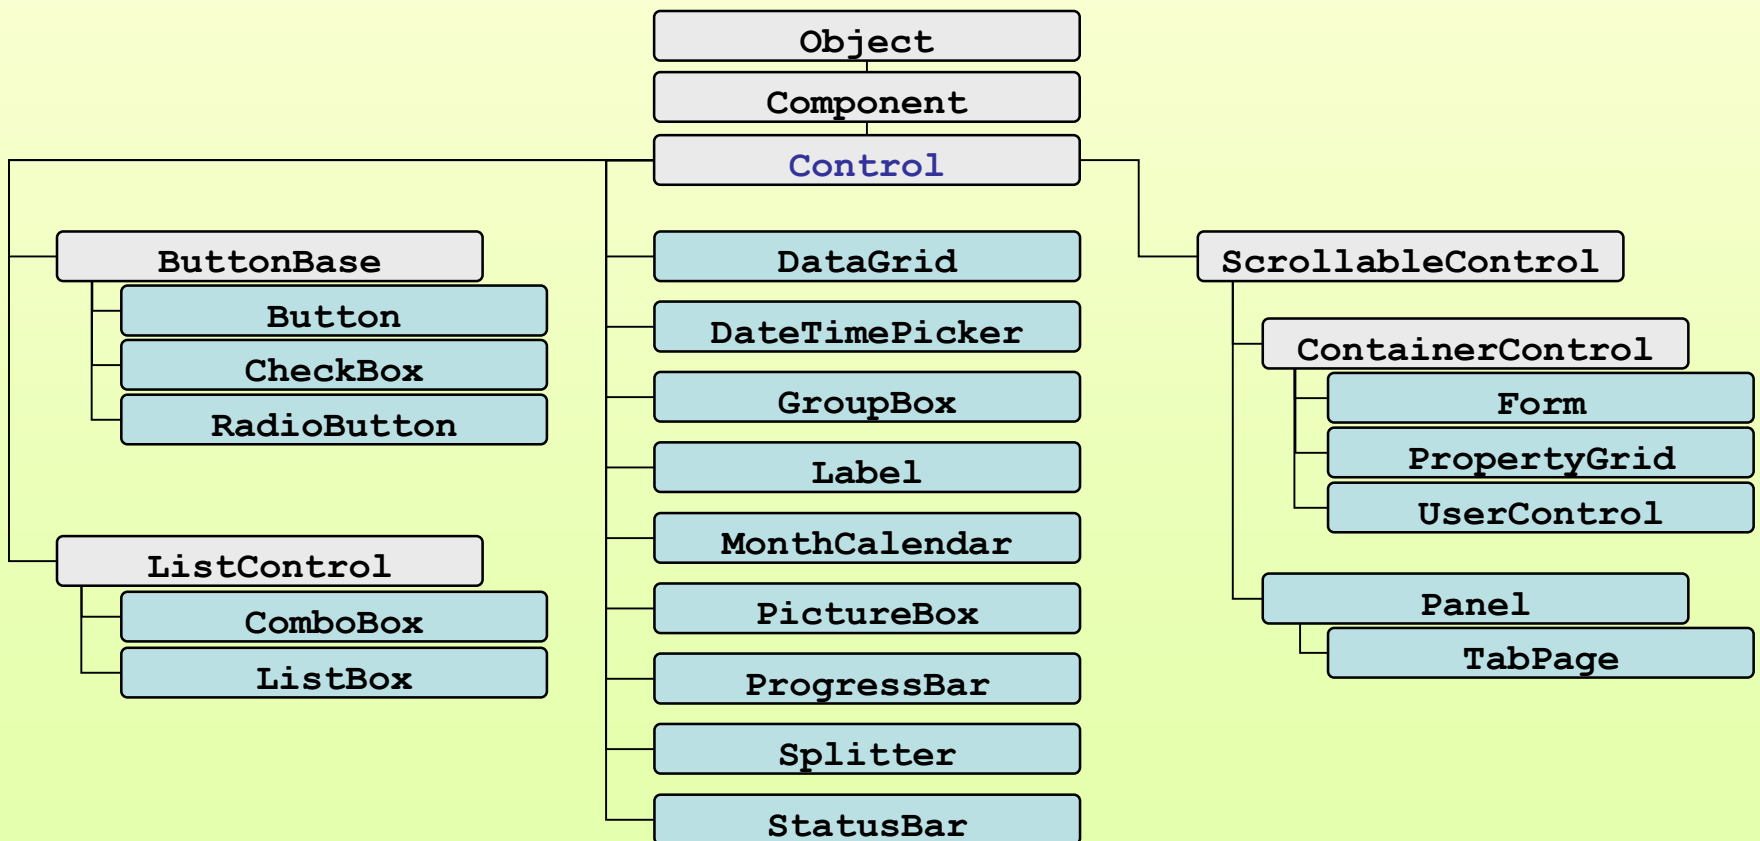 Object
Component
Control
ButtonBase
Button
CheckBox
RadioButton
ListControl
ComboBox
ListBox
DataGrid
DateTimePicker
GroupBox
Label
MonthCalendar
PictureBox
ProgressBar
Splitter
StatusBar
ScrollableControl
ContainerControl
Form
PropertyGrid
UserControl
Panel
TabPage